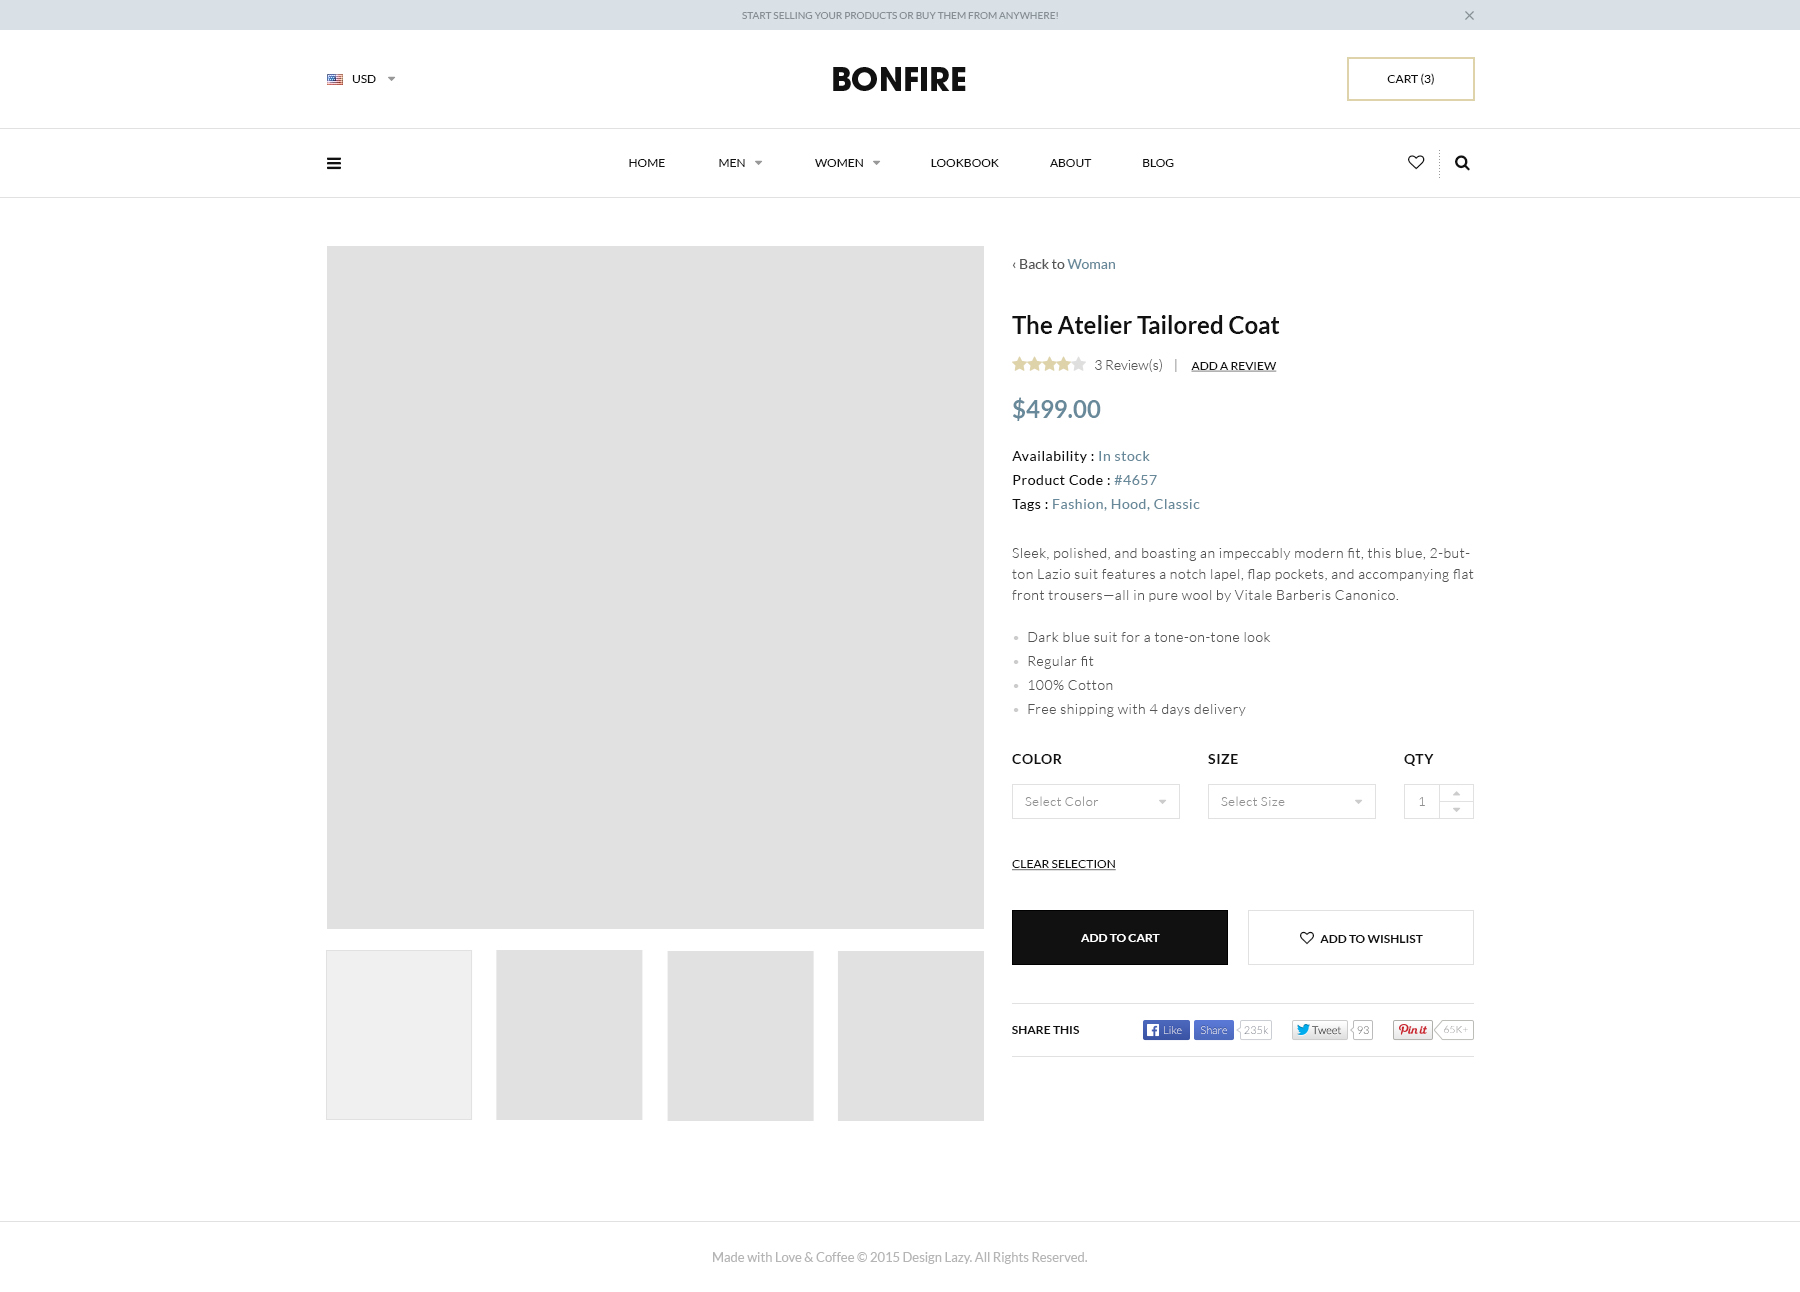 START SELLING YOUR PRODUCTS OR BUY THEM FROM ANYWHERE!
USD
BONFIRE
CART (3)
HOME MEN WOMEN LOOKBOOK ABOUT BLOG
‹ Back to Woman
The Atelier Tailored Coat
3 Review(s) | ADD A REVIEW
$499.00
Availability : In stock
Product Code : #4657
Tags : Fashion, Hood, Classic
Sleek, polished, and boasting an impeccably modern fit, this blue, 2-but-
ton Lazio suit features a notch lapel, flap pockets, and accompanying flat
front trousers—all in pure wool by Vitale Barberis Canonico.
• Dark blue suit for a tone-on-tone look
• Regular fit
• 100% Cotton
• Free shipping with 4 days delivery
COLOR SIZE QTY
Select Color Select Size 1
CLEAR SELECTION
ADD TO CART ADD TO WISHLIST
SHARE THIS Like Share 235k Tweet 93 Pin it 65K+
Made with Love & Coffee © 2015 Design Lazy. All Rights Reserved.